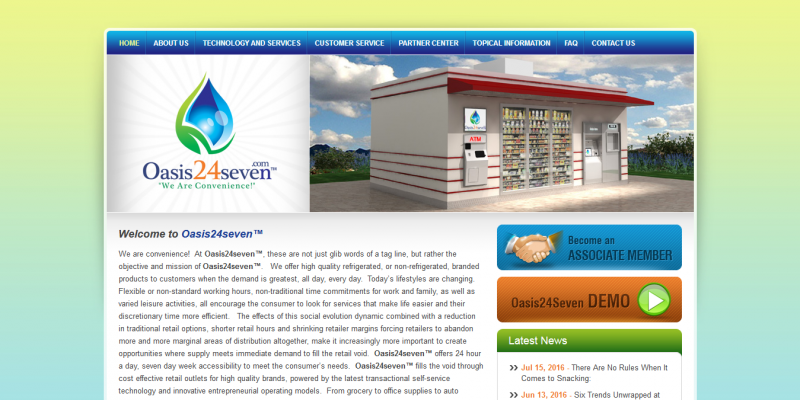 HOME ABOUT US TECHNOLOGY AND SERVICES CUSTOMER SERVICE PARTNER CENTER TOPICAL INFORMATION FAQ CONTACT US
Oasis24seven.com™
"We Are Convenience!"
ATM
Welcome to Oasis24seven™
We are convenience! At Oasis24seven™, these are not just glib words of a tag line, but rather the
objective and mission of Oasis24seven™. We offer high quality refrigerated, or non-refrigerated, branded
products to customers when the demand is greatest, all day, every day. Today's lifestyles are changing.
Flexible or non-standard working hours, non-traditional time commitments for work and family, as well as
varied leisure activities, all encourage the consumer to look for services that make life easier and their
discretionary time more efficient. The effects of this social evolution dynamic combined with a reduction
in traditional retail options, shorter retail hours and shrinking retailer margins forcing retailers to abandon
more and more marginal areas of distribution altogether, make it increasingly more important to create
opportunities where supply meets immediate demand to fill the retail void. Oasis24seven™ offers 24 hour
a day, seven day week accessibility to meet the consumer's needs. Oasis24seven™ fills the void through
cost effective retail outlets for high quality brands, powered by the latest transactional self-service
technology and innovative entrepreneurial operating models. From grocery to office supplies to auto
Become an
ASSOCIATE MEMBER
Oasis24Seven DEMO
Latest News
Jul 15, 2016 - There Are No Rules When It
Comes to Snacking:
Jun 13, 2016 - Six Trends Unwrapped at